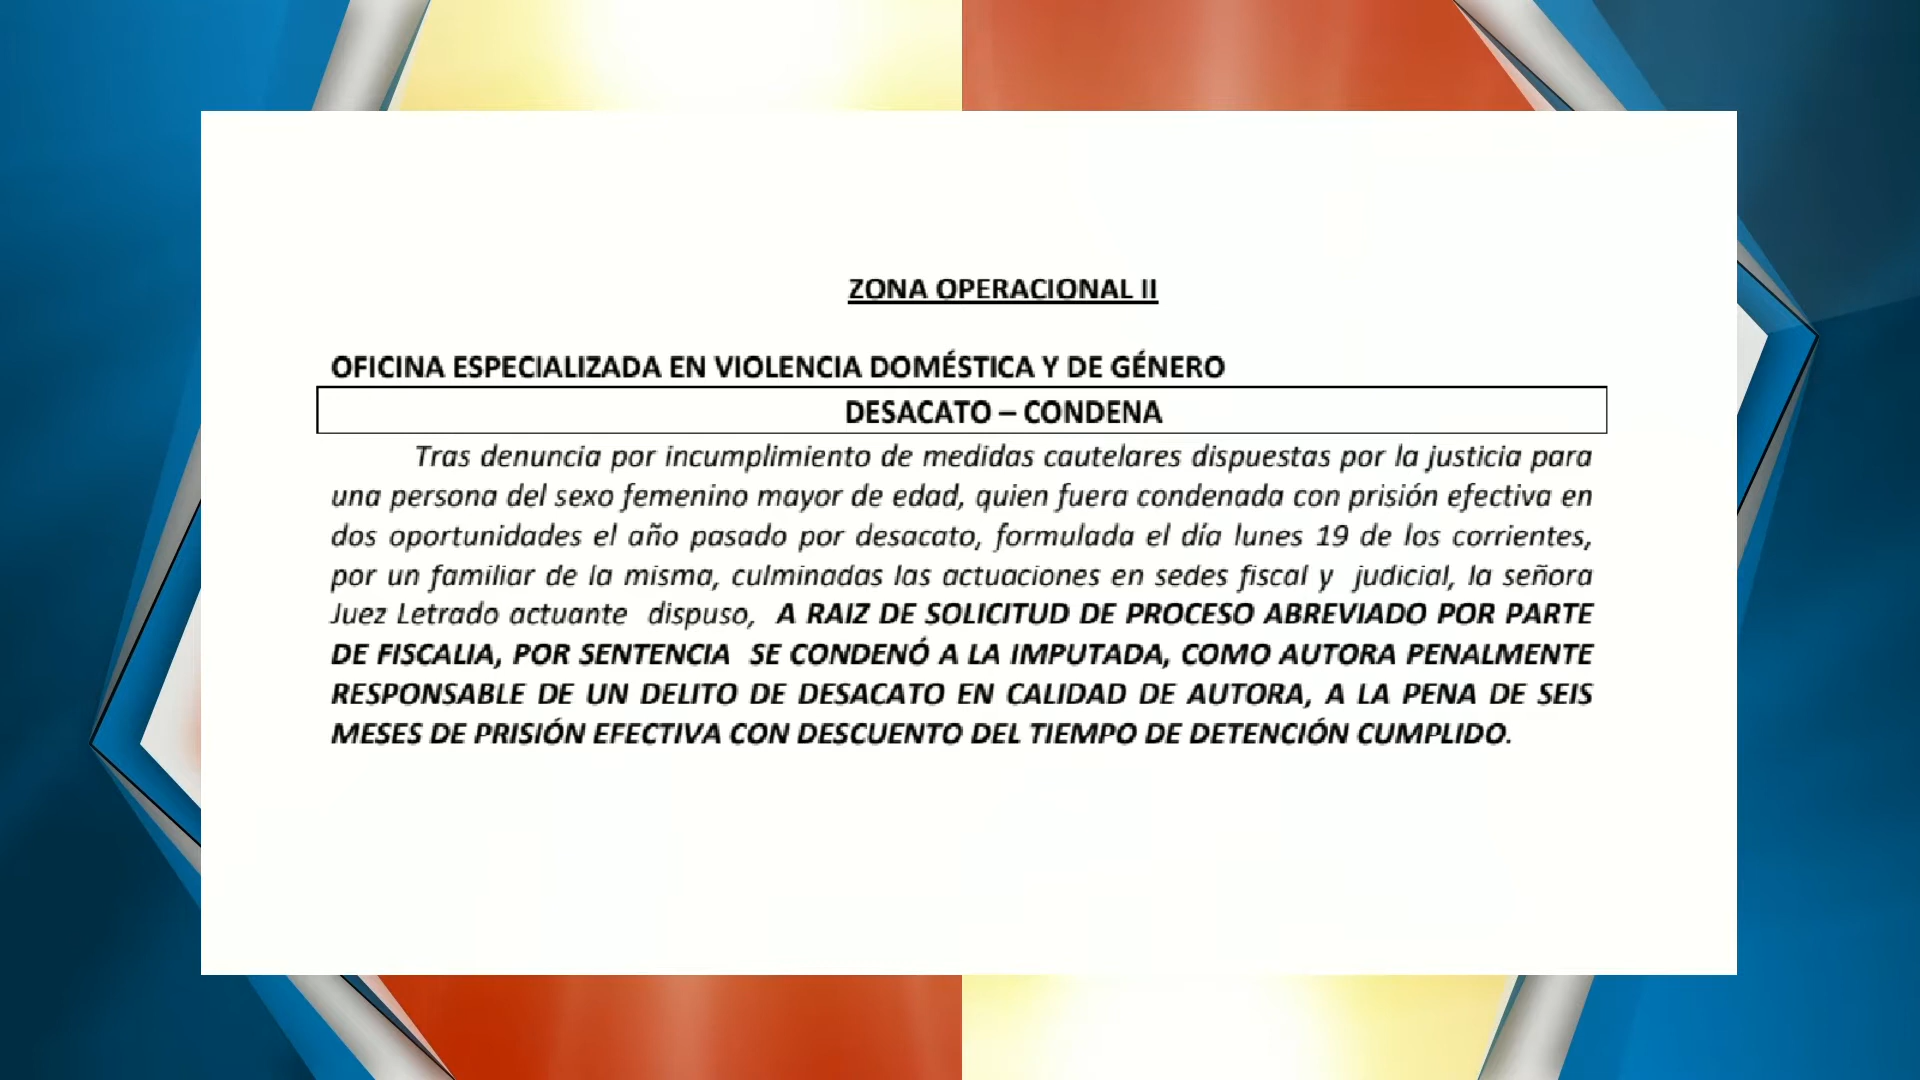 ZONA OPERACIONAL II
OFICINA ESPECIALIZADA EN VIOLENCIA DOMÉSTICA Y DE GÉNERO
DESACATO – CONDENA
Tras denuncia por incumplimiento de medidas cautelares dispuestas por la justicia para
una persona del sexo femenino mayor de edad, quien fuera condenada con prisión efectiva en
dos oportunidades el año pasado por desacato, formulada el día lunes 19 de los corrientes,
por un familiar de la misma, culminadas las actuaciones en sedes fiscal y judicial, la señora
Juez Letrado actuante dispuso, A RAIZ DE SOLICITUD DE PROCESO ABREVIADO POR PARTE
DE FISCALIA, POR SENTENCIA SE CONDENÓ A LA IMPUTADA, COMO AUTORA PENALMENTE
RESPONSABLE DE UN DELITO DE DESACATO EN CALIDAD DE AUTORA, A LA PENA DE SEIS
MESES DE PRISIÓN EFECTIVA CON DESCUENTO DEL TIEMPO DE DETENCIÓN CUMPLIDO.